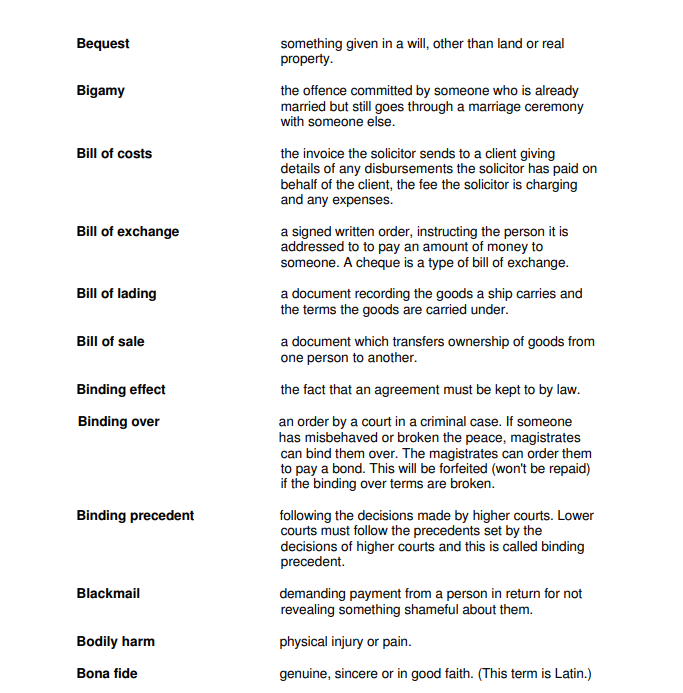 Bequest something given in a will, other than land or real
property.
Bigamy the offence committed by someone who is already
married but still goes through a marriage ceremony
with someone else.
Bill of costs the invoice the solicitor sends to a client giving
details of any disbursements the solicitor has paid on
behalf of the client, the fee the solicitor is charging
and any expenses.
Bill of exchange a signed written order, instructing the person it is
addressed to to pay an amount of money to
someone. A cheque is a type of bill of exchange.
Bill of lading a document recording the goods a ship carries and
the terms the goods are carried under.
Bill of sale a document which transfers ownership of goods from
one person to another.
Binding effect the fact that an agreement must be kept to by law.
Binding over an order by a court in a criminal case. If someone
has misbehaved or broken the peace, magistrates
can bind them over. The magistrates can order them
to pay a bond. This will be forfeited (won't be repaid)
if the binding over terms are broken.
Binding precedent following the decisions made by higher courts. Lower
courts must follow the precedents set by the
decisions of higher courts and this is called binding
precedent.
Blackmail demanding payment from a person in return for not
revealing something shameful about them.
Bodily harm physical injury or pain.
Bona fide genuine, sincere or in good faith. (This term is Latin.)